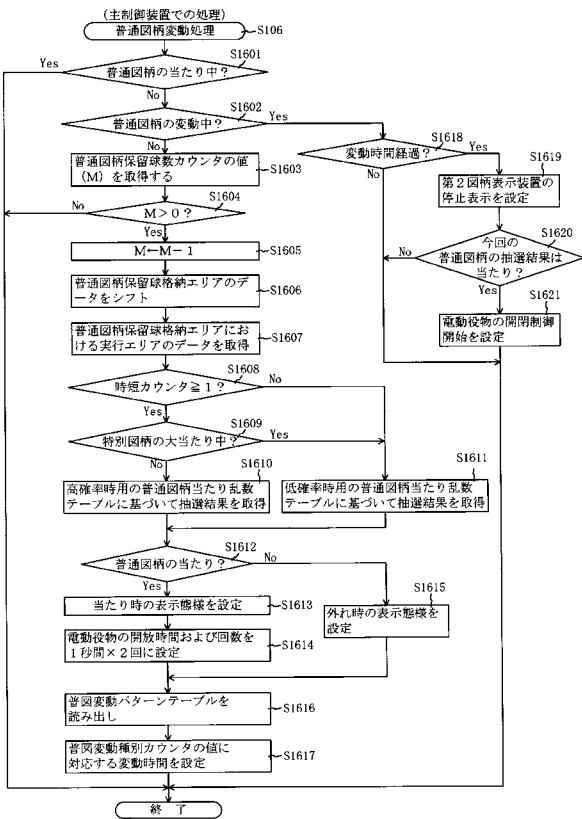 (主制御装置での処理)
普通図柄変動処理
S106
S1601
Yes
普通図柄の当たり中?
No
S1602
普通図柄の変動中?
Yes
No
普通図柄保留球数カウンタの値
(M)を取得する
S1603
S1604
No
M>0?
Yes
M←M-1
S1605
普通図柄保留球格納エリアのデ
ータをシフト
S1606
普通図柄保留球格納エリアにお
ける実行エリアのデータを取得
S1607
S1608
時短カウンタ≧1?
No
Yes
S1609
特別図柄の大当たり中?
Yes
No
S1610
高確率時用の普通図柄当たり乱数
テーブルに基づいて抽選結果を取得
S1611
低確率時用の普通図柄当たり乱数
テーブルに基づいて抽選結果を取得
S1612
普通図柄の当たり?
No
Yes
当たり時の表示態様を設定
S1613
電動役物の開放時間および回数を
1秒間×2回に設定
S1614
S1615
外れ時の表示態様を
設定
普図変動パターンテーブルを
読み出し
S1616
普図変動種別カウンタの値に
対応する変動時間を設定
S1617
終 了
S1618
変動時間経過?
Yes
No
S1619
第2図柄表示装置の
停止表示を設定
S1620
今回の
普通図柄の抽選結果は
当たり?
No
Yes
S1621
電動役物の開閉制御
開始を設定